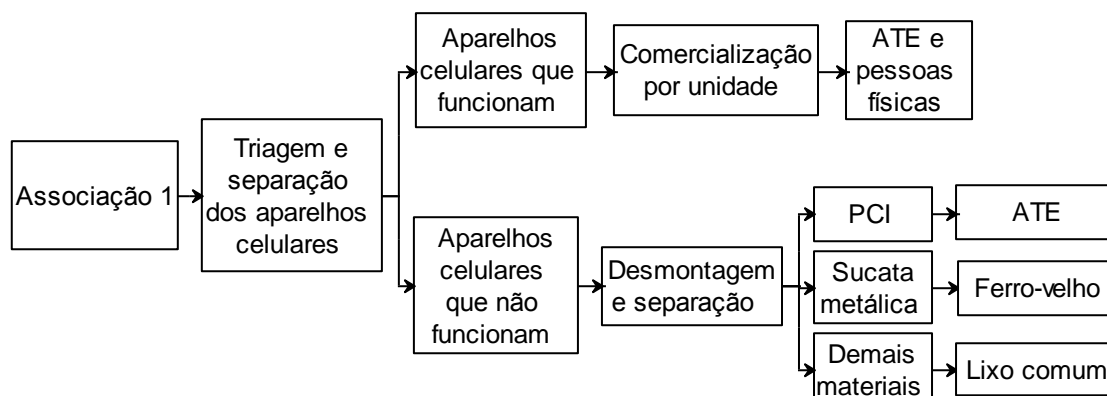 Associação 1
Triagem e
separação
dos aparelhos
celulares
Aparelhos
celulares que
funcionam
Comercialização
por unidade
ATE e
pessoas
físicas
Aparelhos
celulares
que não
funcionam
Desmontagem
e separação
PCI
ATE
Sucata
metálica
Ferro-velho
Demais
materiais
Lixo comum